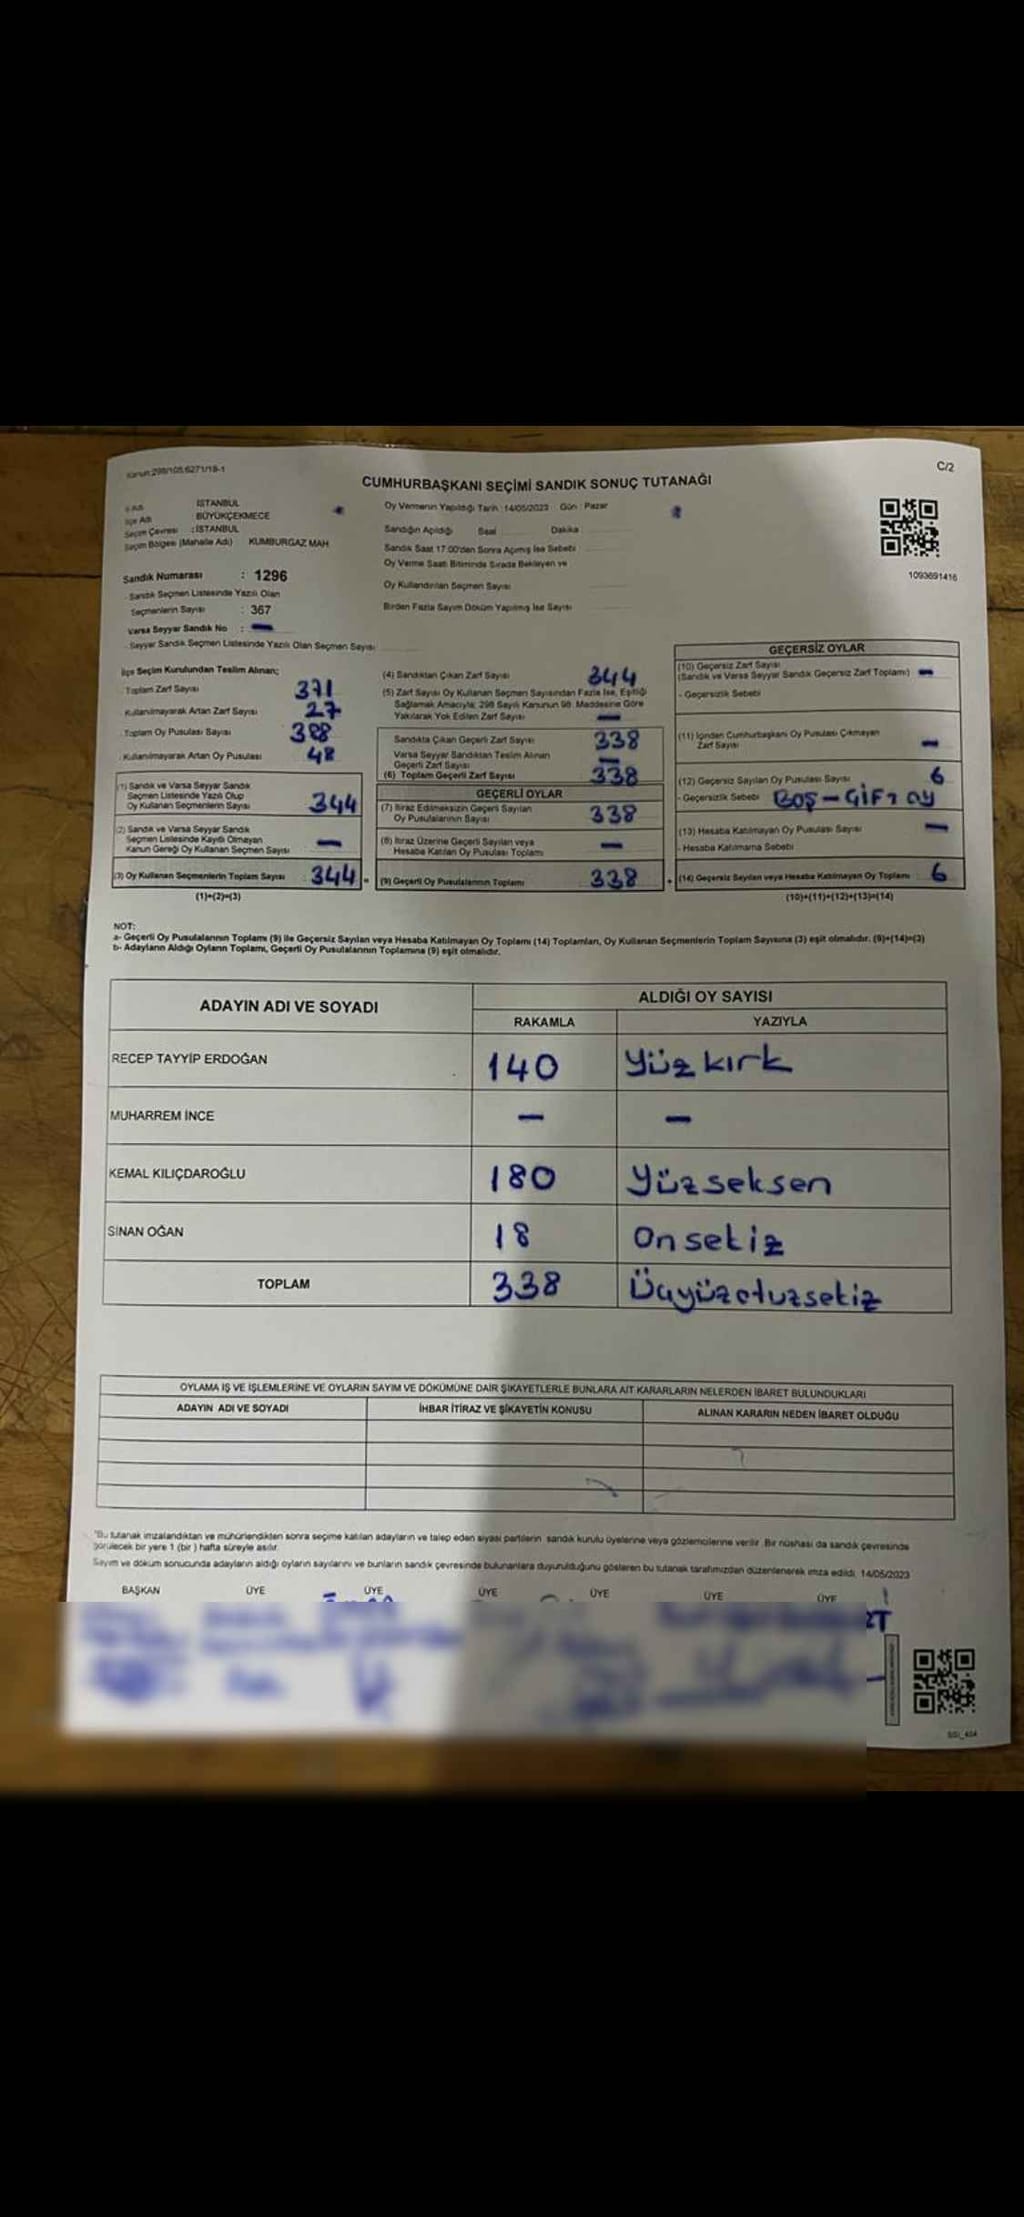 Kanun:298/105,6271/18-1
C/2
CUMHURBAŞKANI SEÇİMİ SANDIK SONUÇ TUTANAĞI
İl Adı İSTANBUL
İlçe Adı BÜYÜKÇEKMECE
Seçim Çevresi : İSTANBUL
Seçim Bölgesi (Mahalle Adı) KUMBURGAZ MAH
Sandık Numarası : 1296
- Sandık Seçmen Listesinde Yazılı Olan
Seçmenlerin Sayısı : 367
Varsa Seyyar Sandık No : —
- Seyyar Sandık Seçmen Listesinde Yazılı Olan Seçmen Sayısı
Oy Vermenin Yapıldığı Tarih : 14/05/2023 Gün : Pazar
Sandığın Açıldığı Saat Dakika
Sandık Saat 17:00'den Sonra Açılmış İse Sebebi
Oy Verme Saati Bitiminde Sırada Bekleyen ve
Oy Kullandırılan Seçmen Sayısı
Birden Fazla Sayım Döküm Yapılmış İse Sayısı
1093691416
İlçe Seçim Kurulundan Teslim Alınan;
- Toplam Zarf Sayısı 371
- Kullanılmayarak Artan Zarf Sayısı 27
- Toplam Oy Pusulası Sayısı 388
- Kullanılmayarak Artan Oy Pusulası 48
(1) Sandık ve Varsa Seyyar Sandık
Seçmen Listesinde Yazılı Olup
Oy Kullanan Seçmenlerin Sayısı 344
(2) Sandık ve Varsa Seyyar Sandık
Seçmen Listesinde Kayıtlı Olmayan
Kanun Gereği Oy Kullanan Seçmen Sayısı —
(3) Oy Kullanan Seçmenlerin Toplam Sayısı 344 =
(1)+(2)=(3)
(4) Sandıktan Çıkan Zarf Sayısı 344
(5) Zarf Sayısı Oy Kullanan Seçmen Sayısından Fazla İse, Eşitliği
Sağlamak Amacıyla; 298 Sayılı Kanunun 98. Maddesine Göre
Yakılarak Yok Edilen Zarf Sayısı —
Sandıkta Çıkan Geçerli Zarf Sayısı 338
Varsa Seyyar Sandıktan Teslim Alınan
Geçerli Zarf Sayısı —
(6) Toplam Geçerli Zarf Sayısı 338
GEÇERLİ OYLAR
(7) İtiraz Edilmeksizin Geçerli Sayılan
Oy Pusulalarının Sayısı 338
(8) İtiraz Üzerine Geçerli Sayılan veya
Hesaba Katılan Oy Pusulası Toplamı —
(9) Geçerli Oy Pusulalarının Toplamı 338 +
GEÇERSİZ OYLAR
(10) Geçersiz Zarf Sayısı
(Sandık ve Varsa Seyyar Sandık Geçersiz Zarf Toplamı) —
- Geçersizlik Sebebi
(11) İçinden Cumhurbaşkanı Oy Pusulası Çıkmayan
Zarf Sayısı —
(12) Geçersiz Sayılan Oy Pusulası Sayısı 6
- Geçersizlik Sebebi BOŞ - ÇİFT OY
(13) Hesaba Katılmayan Oy Pusulası Sayısı —
- Hesaba Katılmama Sebebi
(14) Geçersiz Sayılan veya Hesaba Katılmayan Oy Toplamı 6
(10)+(11)+(12)+(13)=(14)
NOT:
a- Geçerli Oy Pusulalarının Toplamı (9) ile Geçersiz Sayılan veya Hesaba Katılmayan Oy Toplamı (14) Toplamları, Oy Kullanan Seçmenlerin Toplam Sayısına (3) eşit olmalıdır. (9)+(14)=(3)
b- Adayların Aldığı Oyların Toplamı, Geçerli Oy Pusulalarının Toplamına (9) eşit olmalıdır.
ADAYIN ADI VE SOYADI
ALDIĞI OY SAYISI
RAKAMLA YAZIYLA
RECEP TAYYİP ERDOĞAN 140 Yüz kırk
MUHARREM İNCE — —
KEMAL KILIÇDAROĞLU 180 Yüzseksen
SİNAN OĞAN 18 Onsekiz
TOPLAM 338 Üçyüzotuzsekiz
OYLAMA İŞ VE İŞLEMLERİNE VE OYLARIN SAYIM VE DÖKÜMÜNE DAİR ŞİKAYETLERLE BUNLARA AİT KARARLARIN NELERDEN İBARET BULUNDUKLARI
ADAYIN ADI VE SOYADI İHBAR İTİRAZ VE ŞİKAYETİN KONUSU ALINAN KARARIN NEDEN İBARET OLDUĞU
"Bu tutanak imzalandıktan ve mühürlendikten sonra seçime katılan adayların ve talep eden siyasi partilerin sandık kurulu üyelerine veya gözlemcilerine verilir. Bir nüshası da sandık çevresinde
görülecek bir yere 1 (bir) hafta süreyle asılır.
Sayım ve döküm sonucunda adayların aldığı oyların sayılarını ve bunların sandık çevresinde bulunanlara duyurulduğunu gösteren bu tutanak tarafımızdan düzenlenerek imza edildi. 14/05/2023
BAŞKAN ÜYE ÜYE ÜYE ÜYE ÜYE ÜYE